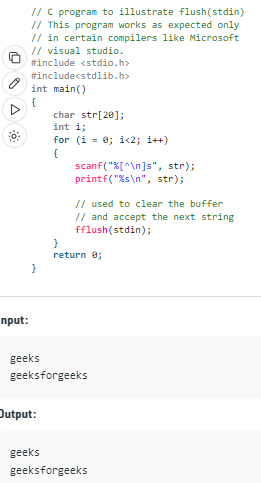 // C program to illustrate flush(stdin)
// This program works as expected only
// in certain compilers like Microsoft
// visual studio.
#include <stdio.h>
#include<stdlib.h>
int main()
{
char str[20];
int i;
for (i = 0; i<2; i++)
{
scanf("%[^\n]s", str);
printf("%s\n", str);
// used to clear the buffer
// and accept the next string
fflush(stdin);
}
return 0;
}
nput:
geeks
geeksforgeeks
Output:
geeks
geeksforgeeks